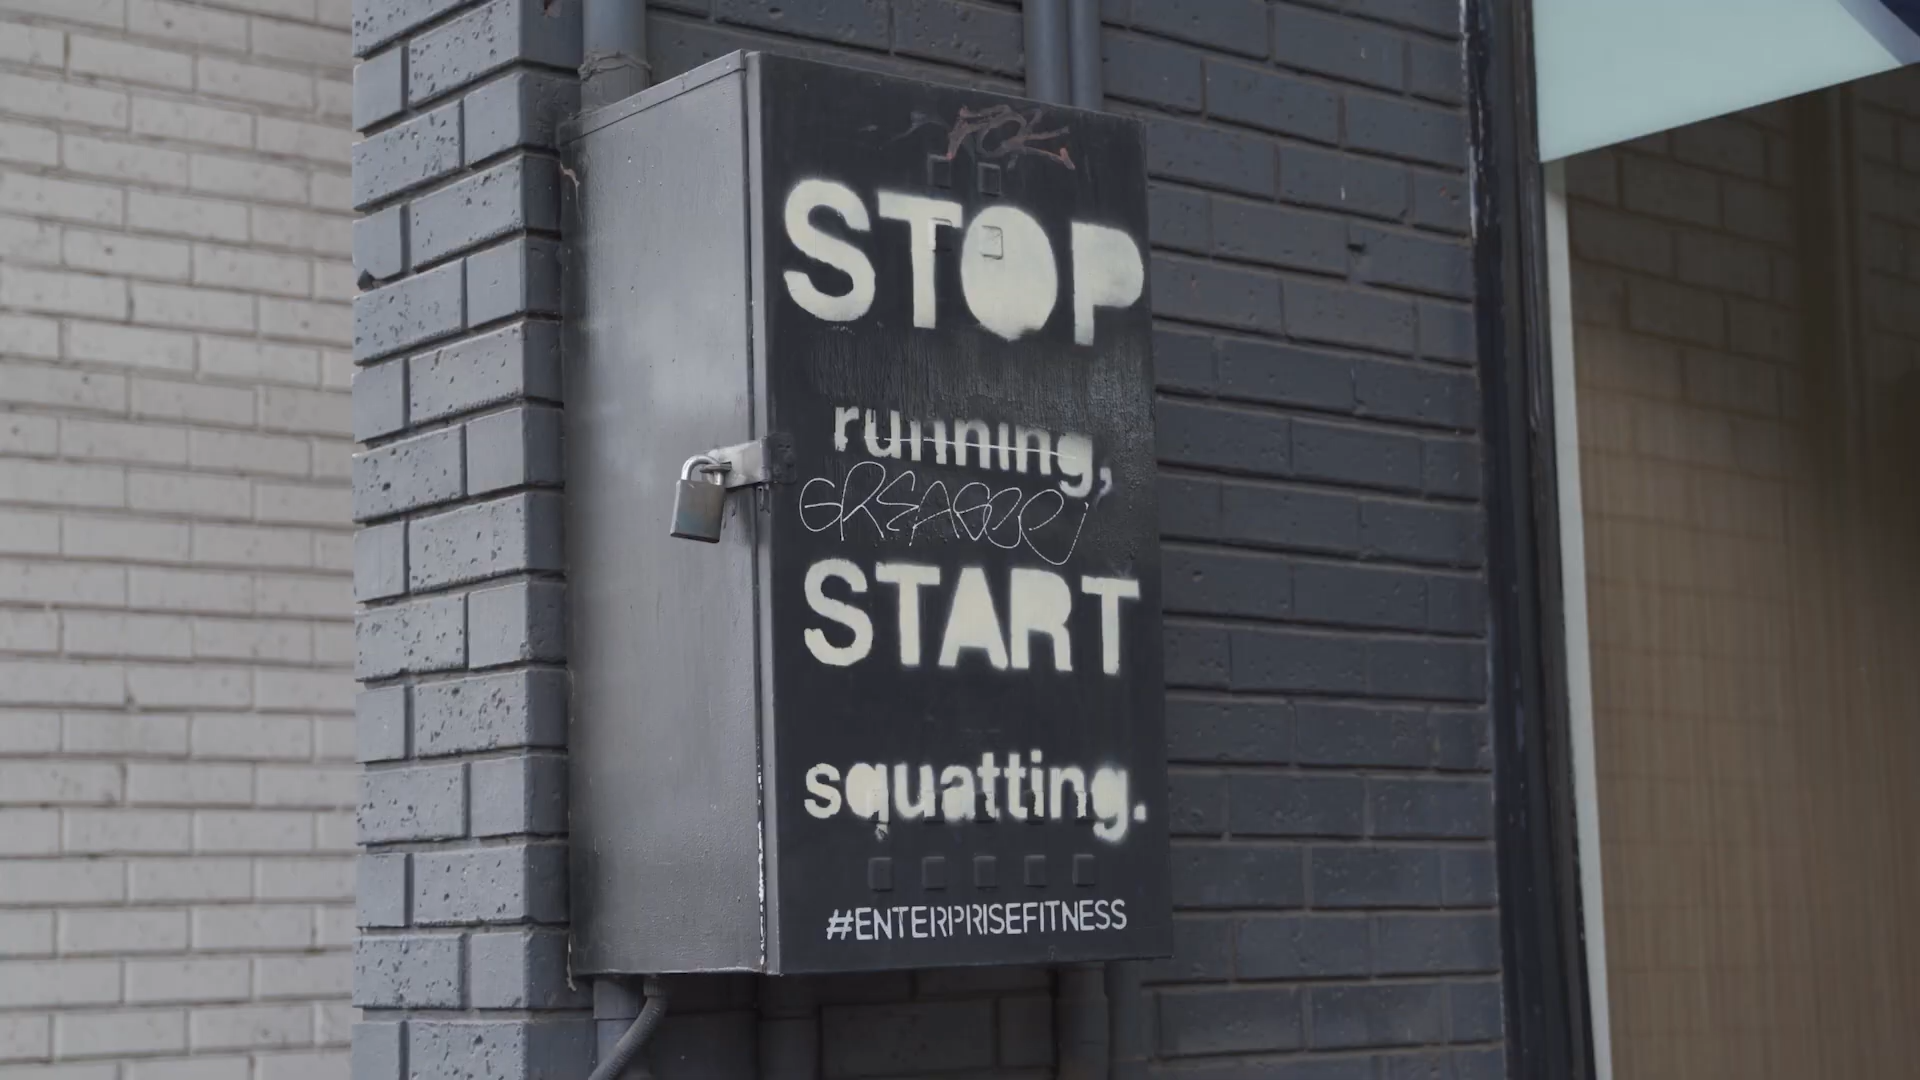 STOP
running,
START
squatting.
#ENTERPRISEFITNESS